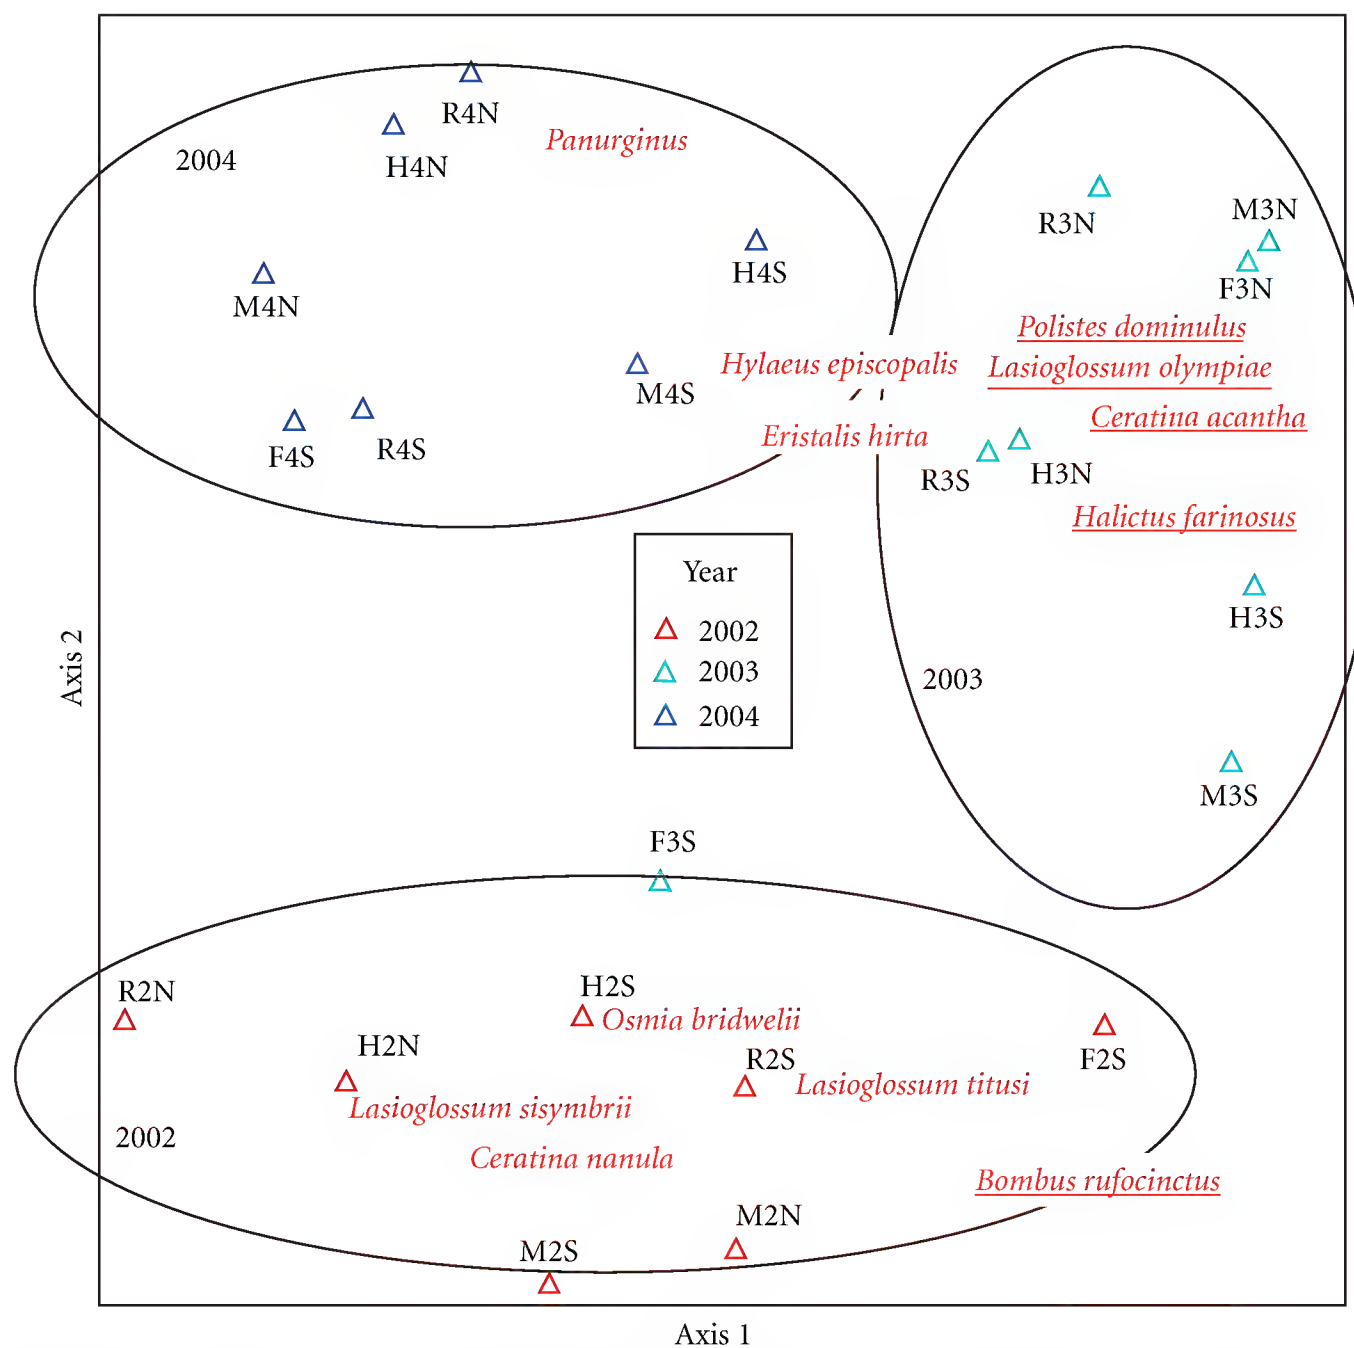 R4N
Panurginus
2004
H4N
M3N
R3N
H4S
F3N
M4N
Polistes dominulus
Hylaeus episcopalis
Lasioglossum olympiae
M4S
Ceratina acantha
Eristalis hirta
R4S
F4S
R3S
H3N
Halictus farinosus
Year
H3S
2002
2003
2003
2004
Axis 2
M3S
F3S
H2S
R2N
Osmia bridwelii
H2N
R2S
F2S
Lasioglossum titusi
Lasioglossum sisymbrii
2002
Ceratina nanula
Bombus rufocinctus
M2N
M2S
Axis 1